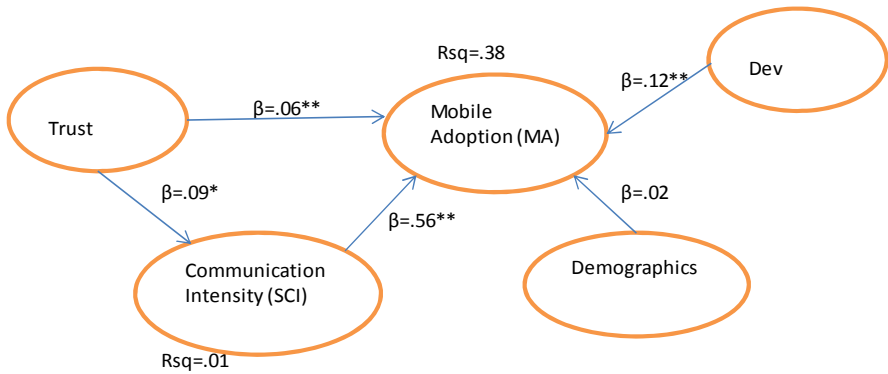 Rsq=.38
Dev
β=.12**
Mobile
Adoption (MA)
β=.06**
Trust
β=.09*
β=.02
β=.56**
Communication
Intensity (SCI)
Demographics
Rsq=.01